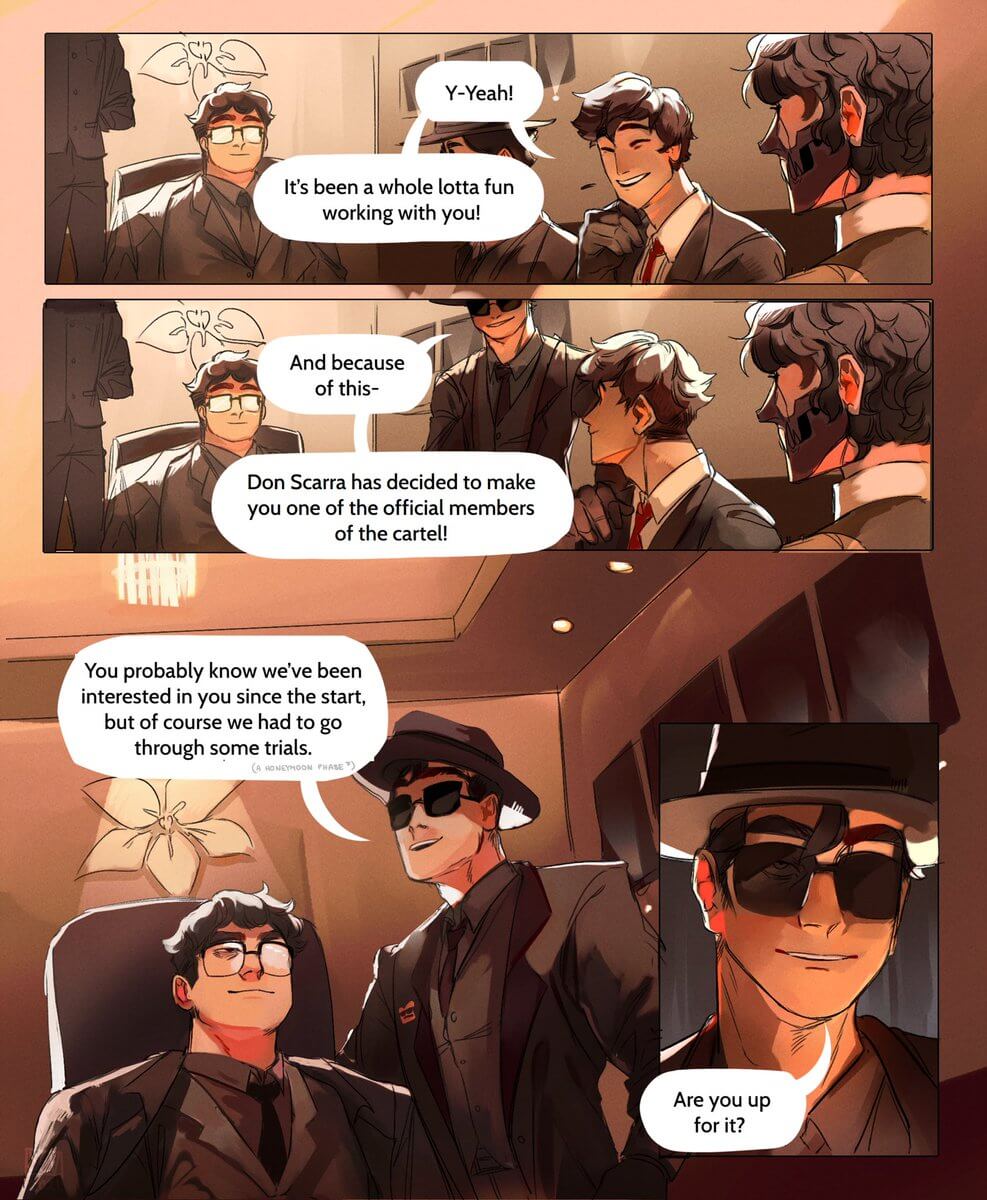 Y-Yeah!
It's been a whole lotta fun
working with you!
And because
of this-
Don Scarra has decided to make
you one of the official members
of the cartel!
You probably know we've been
interested in you since the start,
but of course we had to go
through some trials.
(A HONEYMOON PHASE*)
Are you up
for it?